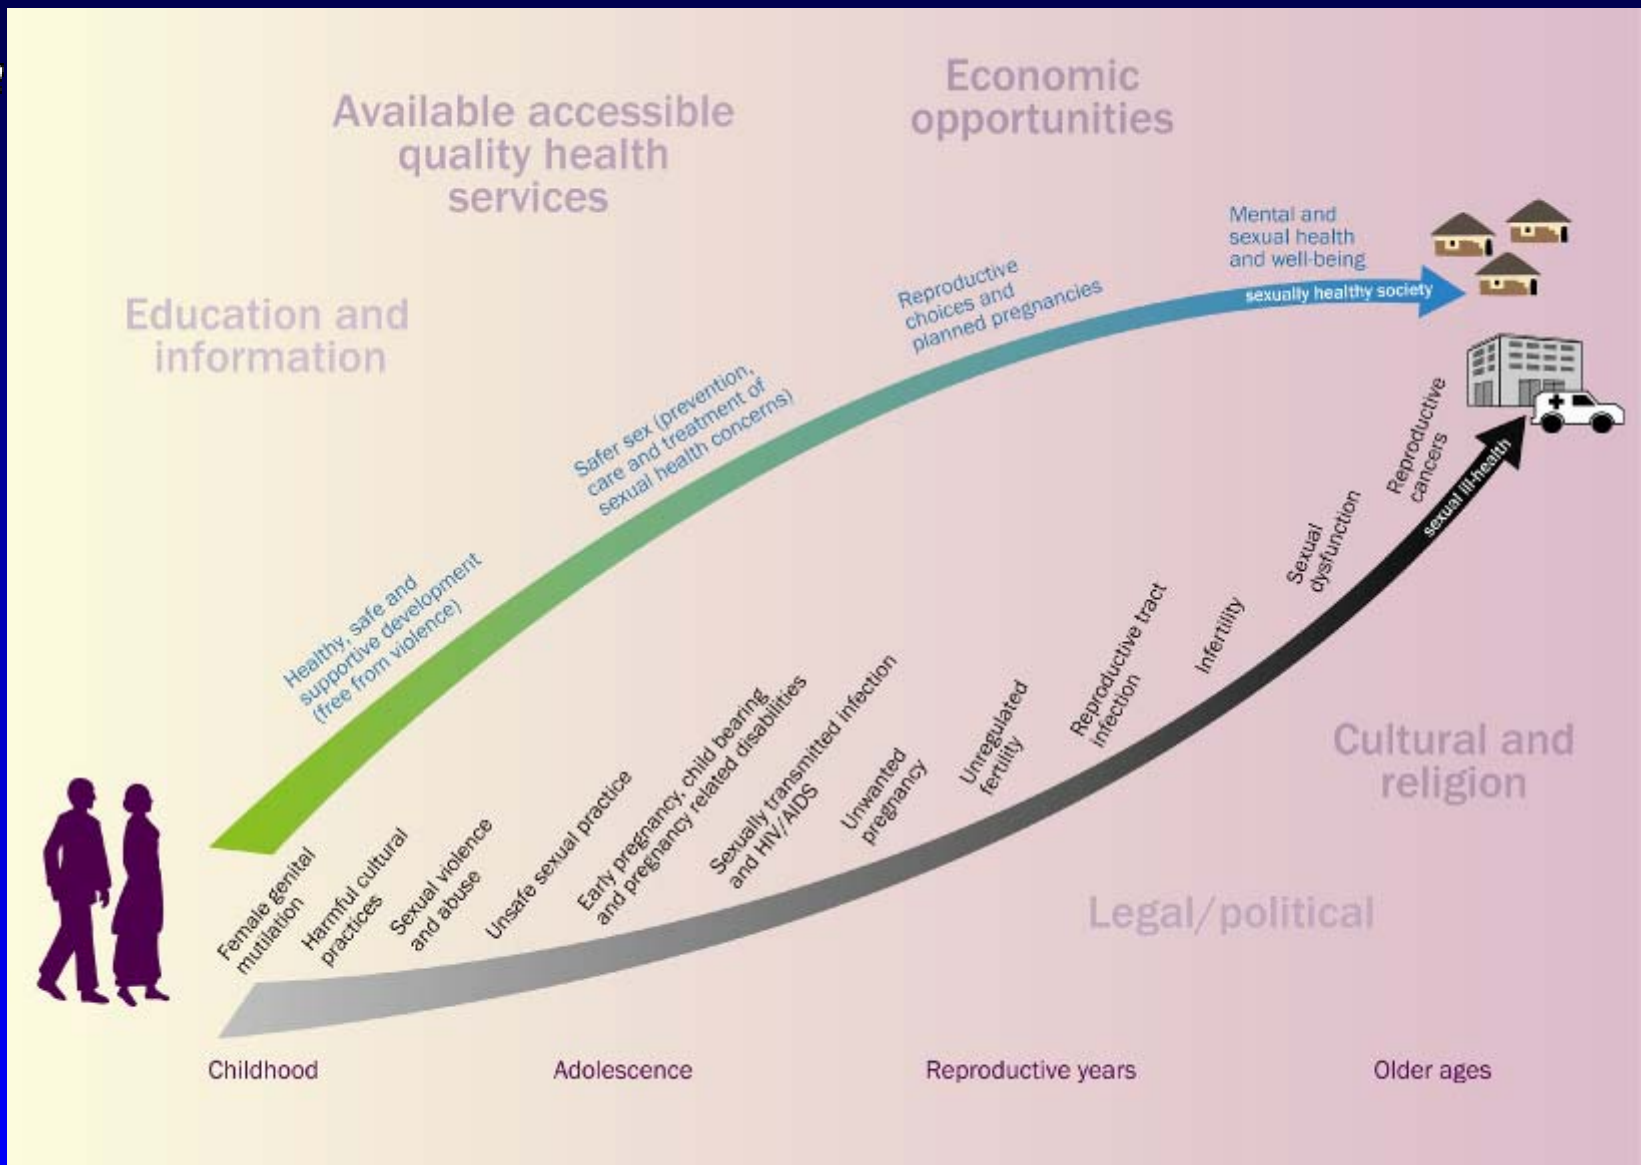 Economic
opportunities
Available accessible
quality health
services
Education and
information
Mental and
sexual health
and well-being
sexually healthy society
Reproductive
choices and
planned pregnancies
Safer sex (prevention,
care and treatment of
sexual health concerns)
Healthy, safe and
supportive development
(free from violence)
Female genital
mutilation
Harmful cultural
practices
Sexual violence
and abuse
Unsafe sexual practice
Early pregnancy, child bearing
and pregnancy related disabilities
Sexually transmitted infection
and HIV/AIDS
Unwanted
pregnancy
Unregulated
fertility
Reproductive tract
infection
Infertility
Sexual
dysfunction
Reproductive
cancers
sexual ill-health
Cultural and
religion
Legal/political
Childhood
Adolescence
Reproductive years
Older ages